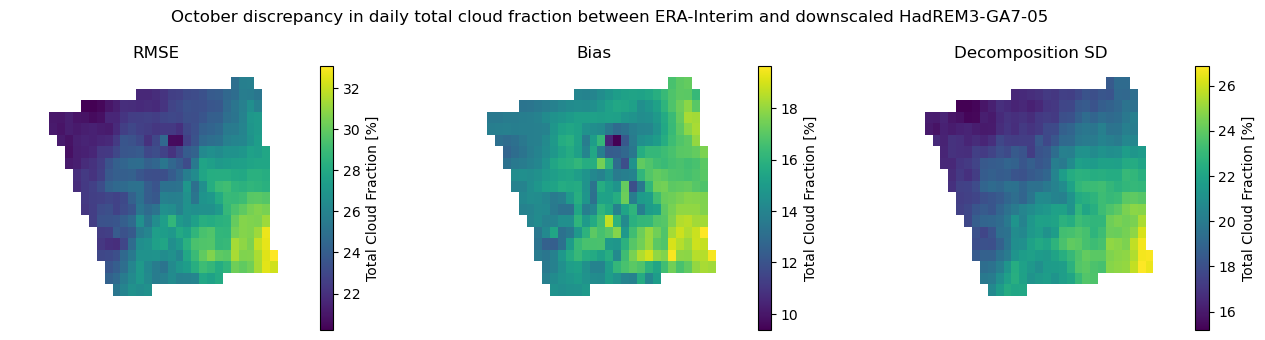 October discrepancy in daily total cloud fraction between ERA-Interim and downscaled HadREM3-GA7-05
RMSE
32
30
28
26
24
22
Total Cloud Fraction [%]
Bias
18
16
14
12
10
Total Cloud Fraction [%]
Decomposition SD
26
24
22
20
18
16
Total Cloud Fraction [%]